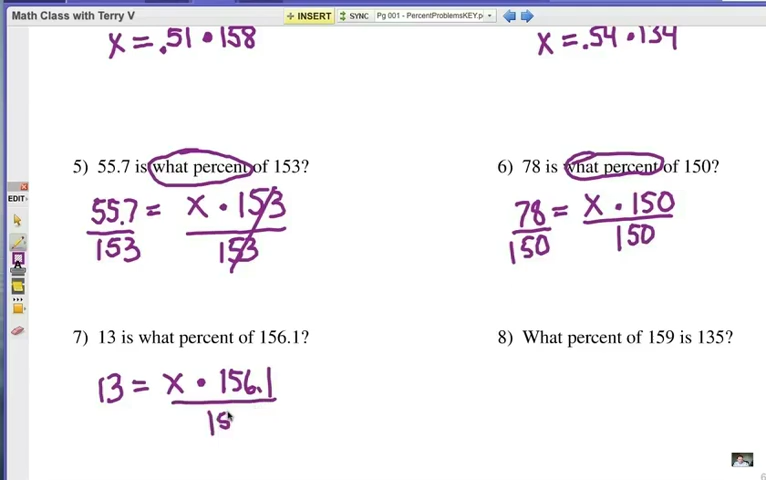 Math Class with Terry V
INSERT SYNC Pg 001 - PercentProblemsKEY.p
x = .51 • 158
x = .54 • 134
5) 55.7 is what percent of 153?
55.7 = x • 153
153 153
6) 78 is what percent of 150?
78 = x • 150
150 150
7) 13 is what percent of 156.1?
13 = x • 156.1
15
8) What percent of 159 is 135?
EDIT
6